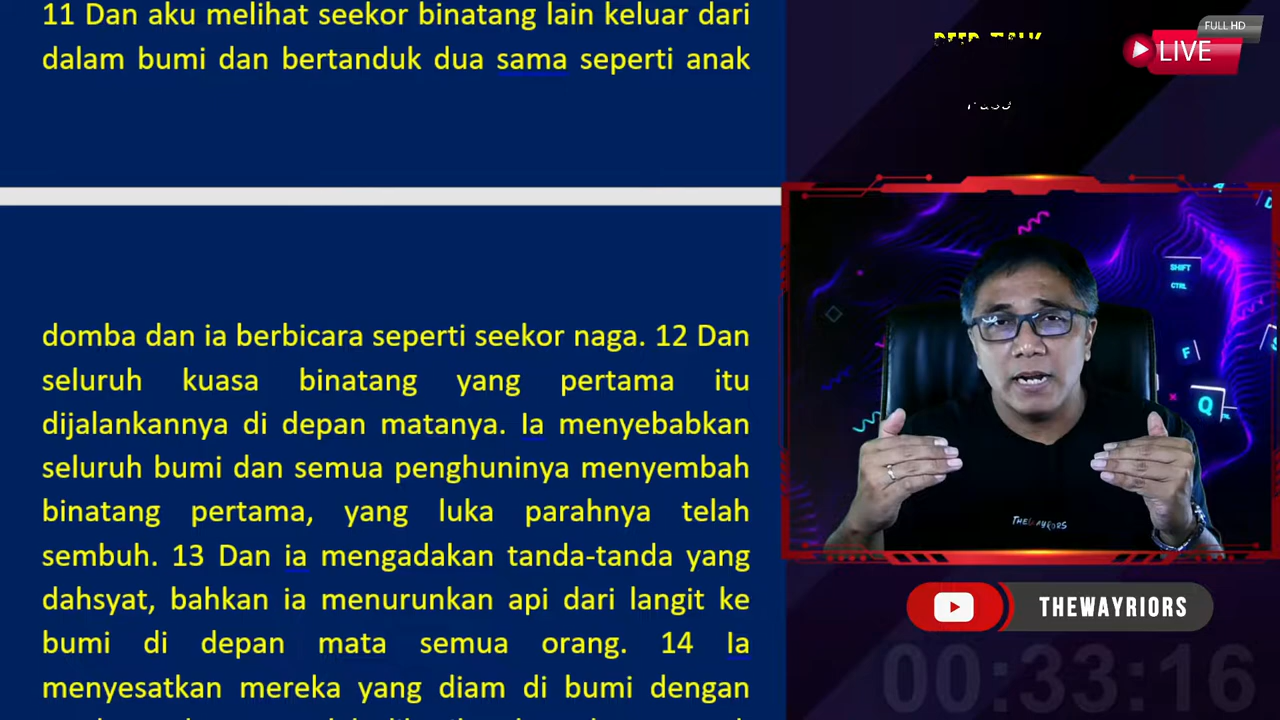 11 Dan aku melihat seekor binatang lain keluar dari
dalam bumi dan bertanduk dua sama seperti anak
domba dan ia berbicara seperti seekor naga. 12 Dan
seluruh kuasa binatang yang pertama itu
dijalankannya di depan matanya. Ia menyebabkan
seluruh bumi dan semua penghuninya menyembah
binatang pertama, yang luka parahnya telah
sembuh. 13 Dan ia mengadakan tanda-tanda yang
dahsyat, bahkan ia menurunkan api dari langit ke
bumi di depan mata semua orang. 14 Ia
menyesatkan mereka yang diam di bumi dengan
FULL HD
LIVE
SHIFT
CTRL
F
Q
THEWAYRIORS
THEWAYRIORS
00:33:16